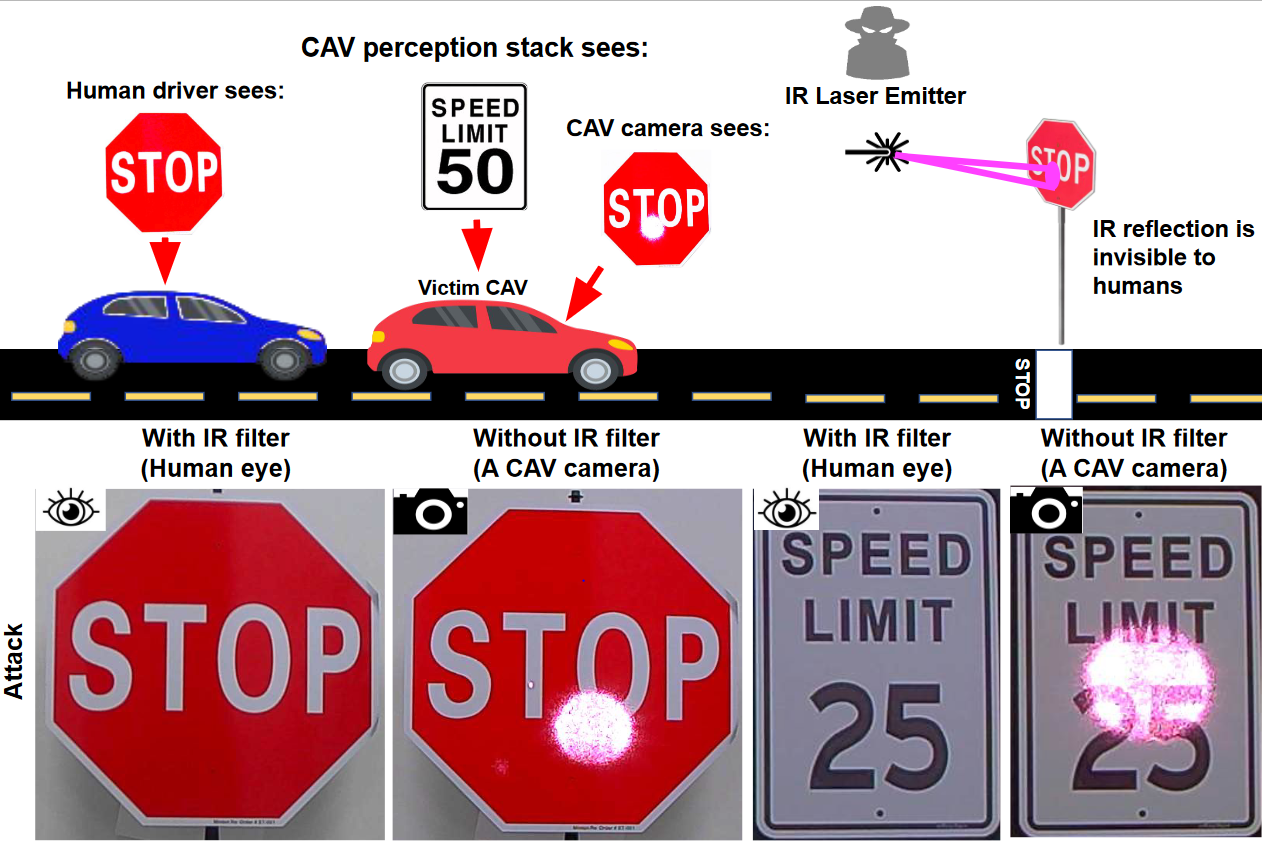 CAV perception stack sees:
Human driver sees:
STOP
SPEED
LIMIT
50
CAV camera sees:
STOP
IR Laser Emitter
STOP
IR reflection is
invisible to
humans
Victim CAV
STOP
With IR filter
(Human eye)
Without IR filter
(A CAV camera)
With IR filter
(Human eye)
Without IR filter
(A CAV camera)
Attack
STOP
STOP
SPEED
LIMIT
25
SPEED
LIMIT
25